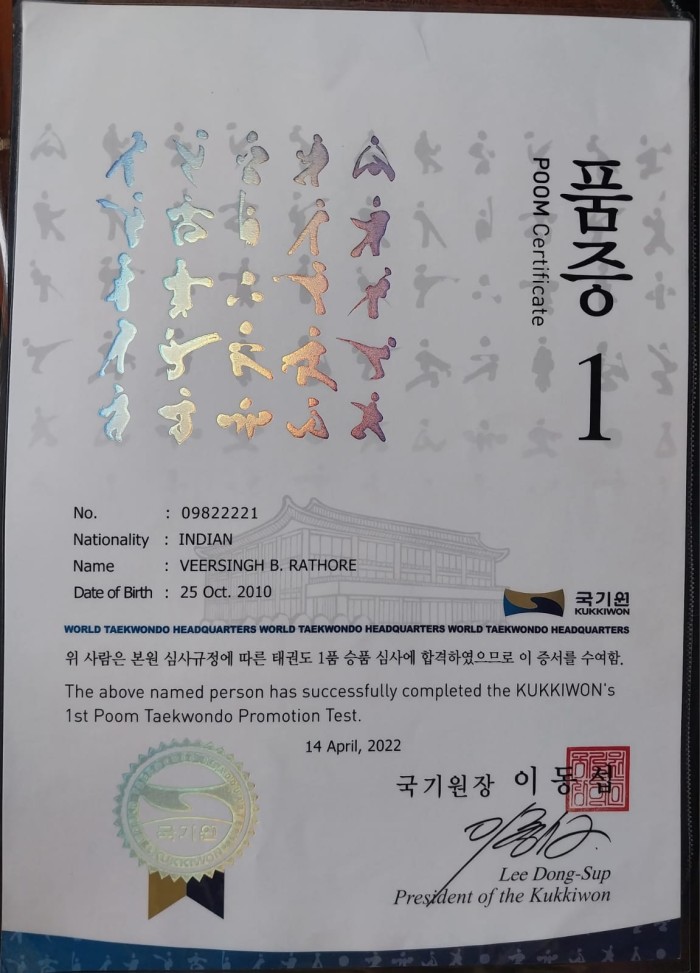 품증
POOM Certificate
1
No. : 09822221
Nationality : INDIAN
Name : VEERSINGH B. RATHORE
Date of Birth : 25 Oct. 2010
국기원
KUKKIWON
WORLD TAEKWONDO HEADQUARTERS WORLD TAEKWONDO HEADQUARTERS WORLD TAEKWONDO HEADQUARTERS
위 사람은 본원 심사규정에 따른 태권도 1품 승품 심사에 합격하였으므로 이 증서를 수여함.
The above named person has successfully completed the KUKKIWON's
1st Poom Taekwondo Promotion Test.
14 April, 2022
국기원장 이동섭
국기원
KUKKIWON
Lee Dong-Sup
President of the Kukkiwon